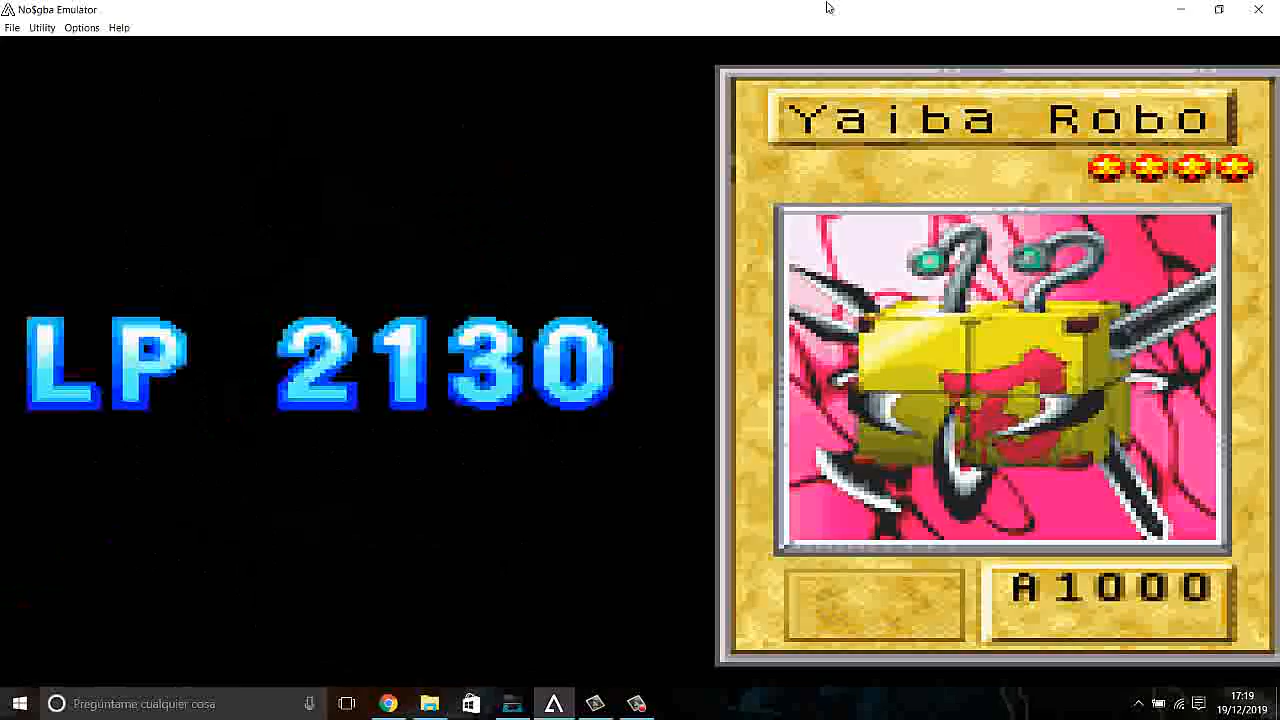 No$gba Emulator
File Utility Options Help
Yaiba Robo
LP 2130
A1000
Pregúntame cualquier cosa
17:19
19/12/2019